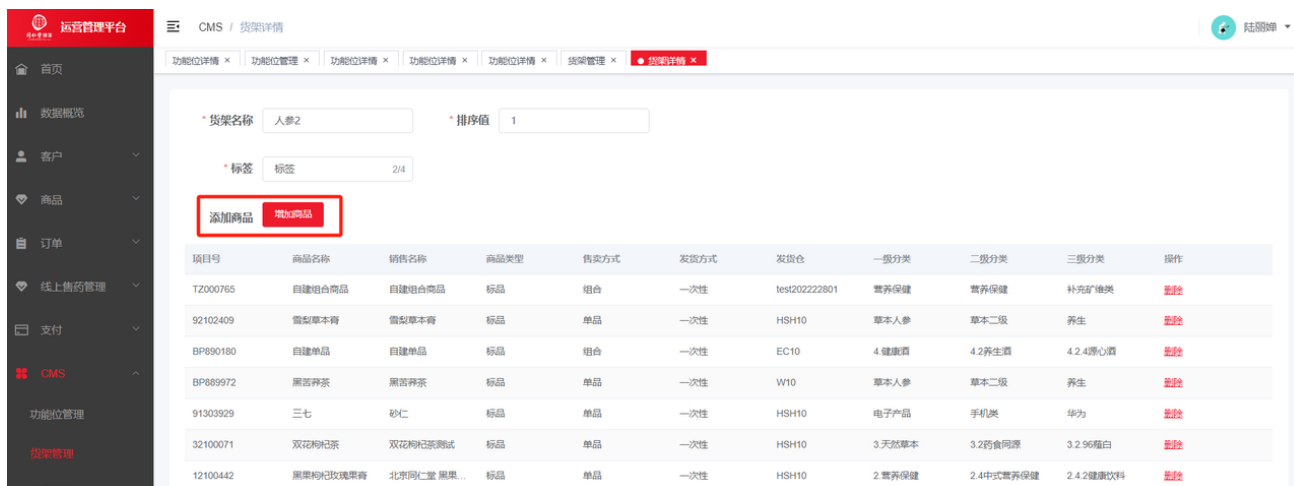 运营管理平台
CMS / 货架详情
陆丽婵
功能位详情 × 功能位管理 × 功能位详情 × 功能位详情 × 功能位详情 × 货架管理 × 货架详情 ×
首页
数据概览
客户
商品
订单
线上售药管理
支付
CMS
功能位管理
货架管理
* 货架名称 人参2 * 排序值 1
* 标签 标签 2/4
添加商品 增加商品
项目号 商品名称 销售名称 商品类型 售卖方式 发货方式 发货仓 一级分类 二级分类 三级分类 操作
TZ000765 自建组合商品 自建组合商品 标品 组合 一次性 test202222801 营养保健 营养保健 补充矿维类 删除
92102409 雪梨草本膏 雪梨草本膏 标品 单品 一次性 HSH10 草本人参 草本二级 养生 删除
BP890180 自建单品 自建单品 标品 组合 一次性 EC10 4.健康酒 4.2养生酒 4.2.4源心酒 删除
BP889972 黑苦荞茶 黑苦荞茶 标品 单品 一次性 W10 草本人参 草本二级 养生 删除
91303929 三七 砂仁 标品 单品 一次性 HSH10 电子产品 手机类 华为 删除
32100071 双花枸杞茶 双花枸杞茶测试 标品 单品 一次性 HSH10 3.天然草本 3.2药食同源 3.2.96殖白 删除
12100442 黑果枸杞玫瑰果膏 北京同仁堂 黑果... 标品 单品 一次性 HSH10 2.营养保健 2.4中式营养保健 2.4.2健康饮料 删除